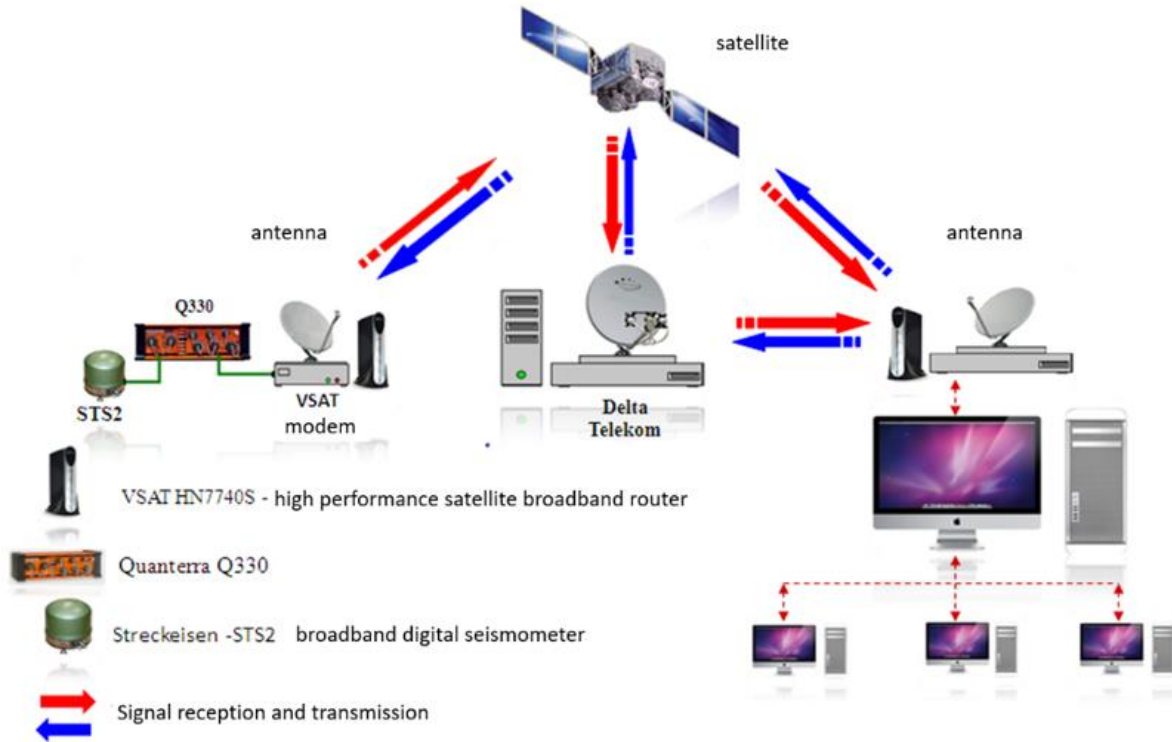 satellite
antenna
antenna
Q330
STS2
VSAT
modem
Delta
Telekom
VSAT HN7740S - high performance satellite broadband router
Quanterra Q330
Streckeisen -STS2 broadband digital seismometer
Signal reception and transmission